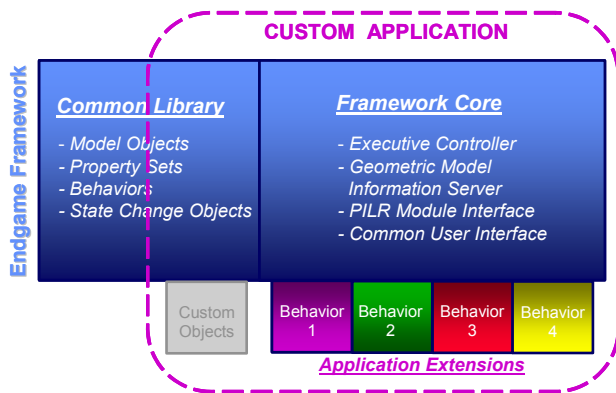 CUSTOM APPLICATION
Endgame Framework
Common Library
- Model Objects
- Property Sets
- Behaviors
- State Change Objects
Framework Core
- Executive Controller
- Geometric Model
Information Server
- PILR Module Interface
- Common User Interface
Custom
Objects
Behavior
1
Behavior
2
Behavior
3
Behavior
4
Application Extensions